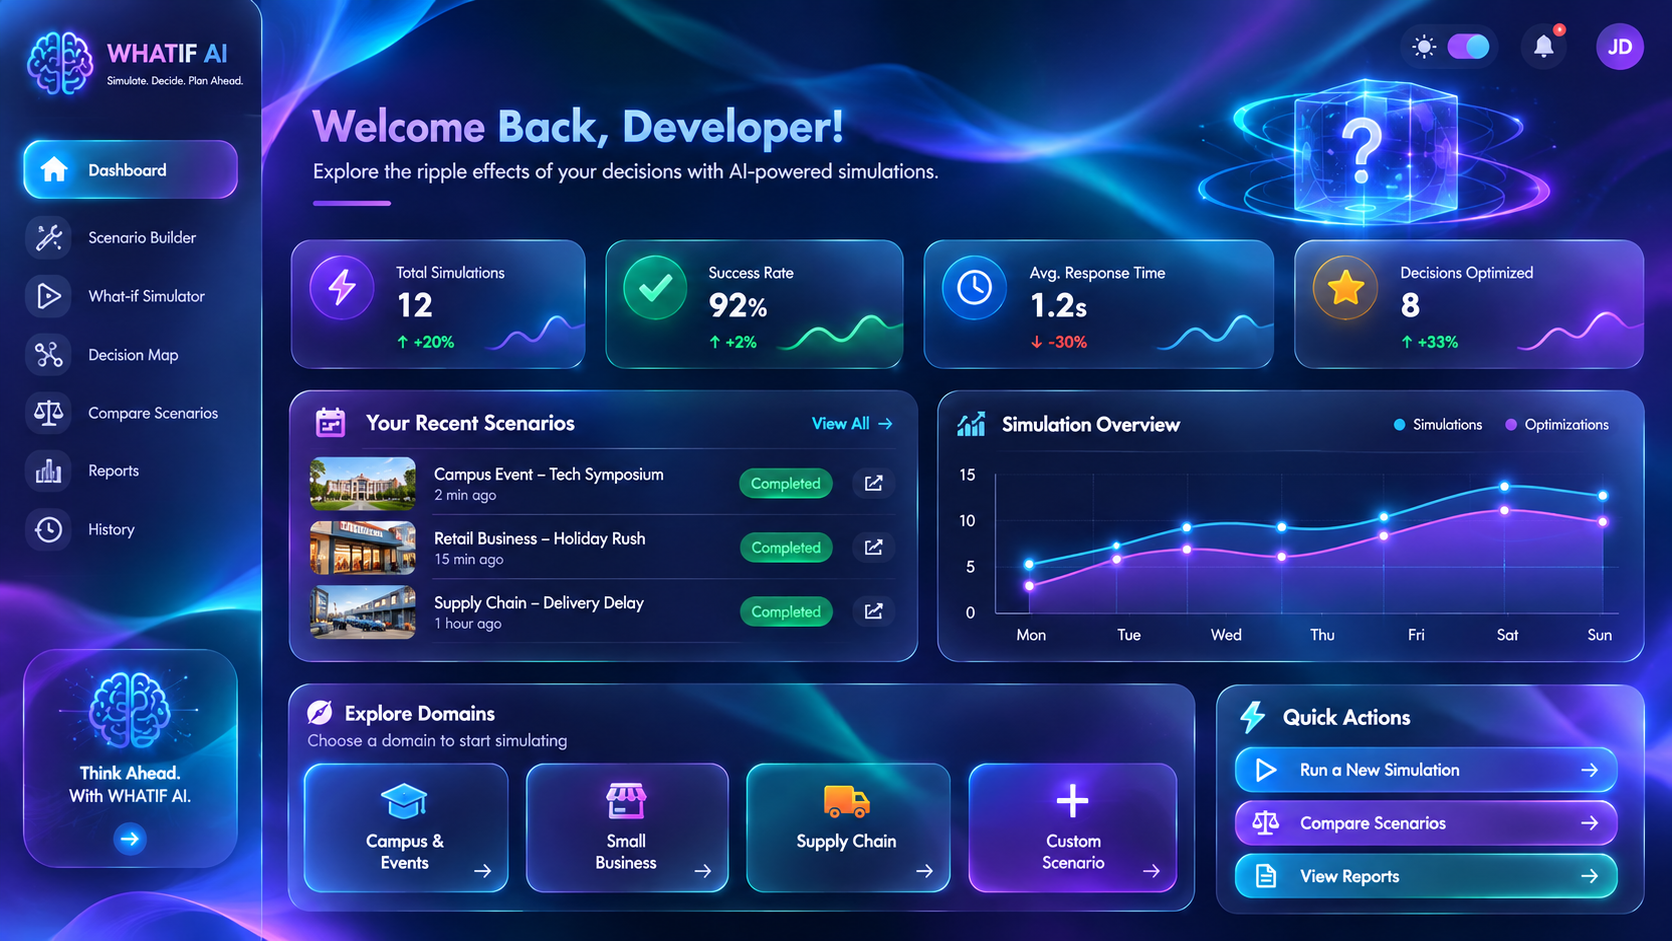 WHATIF AI
Simulate. Decide. Plan Ahead.
Dashboard
Scenario Builder
What-if Simulator
Decision Map
Compare Scenarios
Reports
History
Think Ahead.
With WHATIF AI.
JD
Welcome Back, Developer!
Explore the ripple effects of your decisions with AI-powered simulations.
?
Total Simulations
12
↑ +20%
Success Rate
92%
↑ +2%
Avg. Response Time
1.2s
↓ -30%
Decisions Optimized
8
↑ +33%
Your Recent Scenarios
View All →
Campus Event – Tech Symposium
2 min ago
Completed
Retail Business – Holiday Rush
15 min ago
Completed
Supply Chain – Delivery Delay
1 hour ago
Completed
Simulation Overview
Simulations
Optimizations
15
10
5
0
Mon Tue Wed Thu Fri Sat Sun
Explore Domains
Choose a domain to start simulating
Campus &
Events
Small
Business
Supply Chain
Custom
Scenario
Quick Actions
Run a New Simulation
Compare Scenarios
View Reports